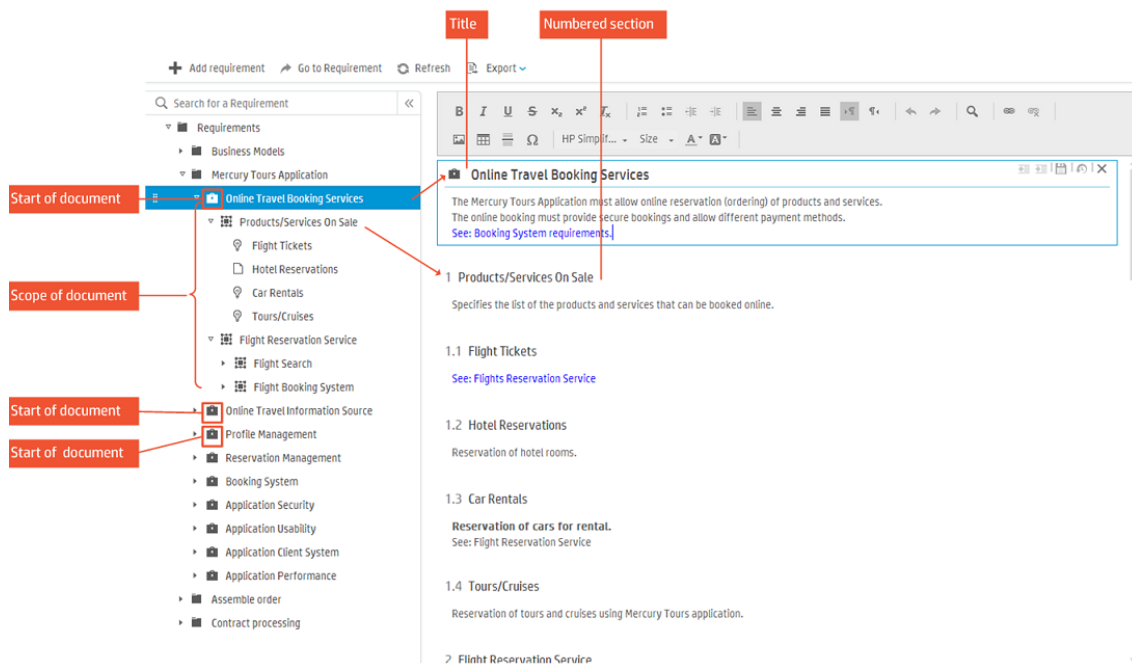 Title
Numbered section
Add requirement
Go to Requirement
Refresh
Export
Search for a Requirement
Requirements
Business Models
Mercury Tours Application
Start of document
Online Travel Booking Services
Products/Services On Sale
Flight Tickets
Hotel Reservations
Scope of document
Car Rentals
Tours/Cruises
Flight Reservation Service
Flight Search
Flight Booking System
Start of document
Online Travel Information Source
Start of document
Profile Management
Reservation Management
Booking System
Application Security
Application Usability
Application Client System
Application Performance
Assemble order
Contract processing
B I U S x₂ x² Tx
Ω HP Simplif... Size A A
Online Travel Booking Services
The Mercury Tours Application must allow online reservation (ordering) of products and services.
The online booking must provide secure bookings and allow different payment methods.
See: Booking System requirements.
1 Products/Services On Sale
Specifies the list of the products and services that can be booked online.
1.1 Flight Tickets
See: Flights Reservation Service
1.2 Hotel Reservations
Reservation of hotel rooms.
1.3 Car Rentals
Reservation of cars for rental.
See: Flight Reservation Service
1.4 Tours/Cruises
Reservation of tours and cruises using Mercury Tours application.
2 Flight Reservation Service